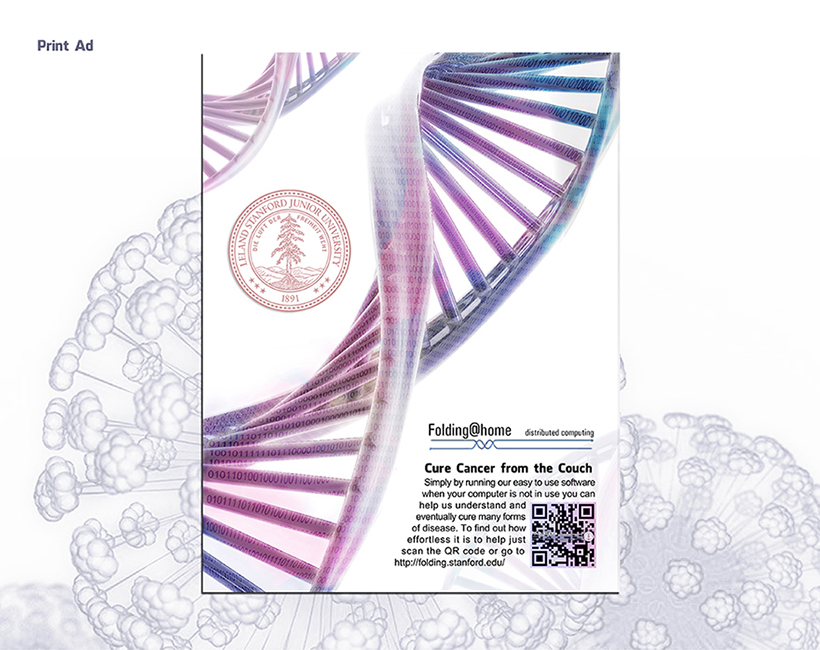 Print Ad
LELAND STANFORD JUNIOR UNIVERSITY
DIE LUFT DER FREIHEIT WEHT
1891
Folding@home distributed computing
Cure Cancer from the Couch
Simply by running our easy to use software
when your computer is not in use you can
help us understand and
eventually cure many forms
of disease. To find out how
effortless it is to help just
scan the QR code or go to
http://folding.stanford.edu/